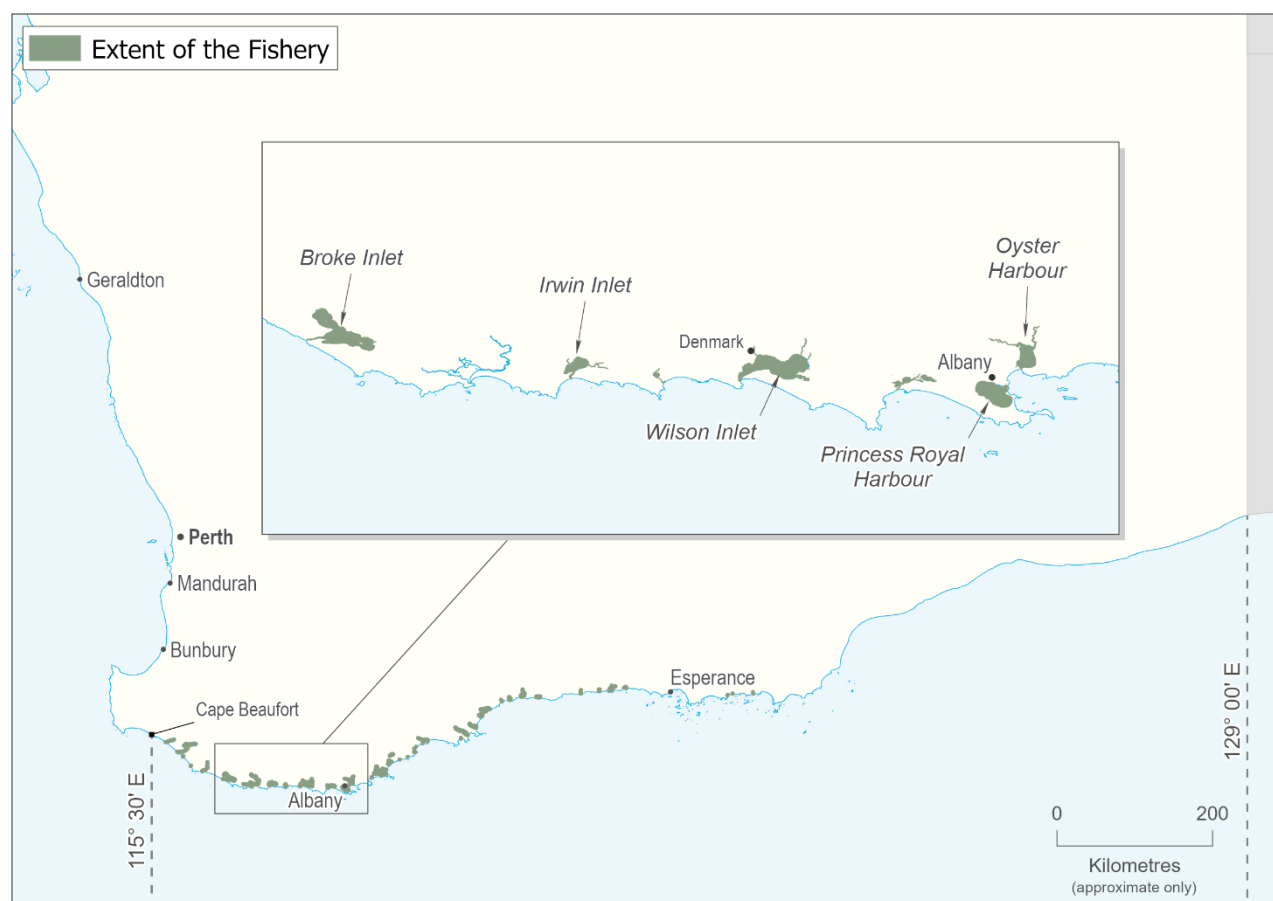 Extent of the Fishery
Broke Inlet
Irwin Inlet
Oyster
Harbour
Denmark
Albany
Wilson Inlet
Princess Royal
Harbour
Geraldton
Perth
Mandurah
Bunbury
Cape Beaufort
Esperance
Albany
115° 30' E
129° 00' E
0 200
Kilometres
(approximate only)